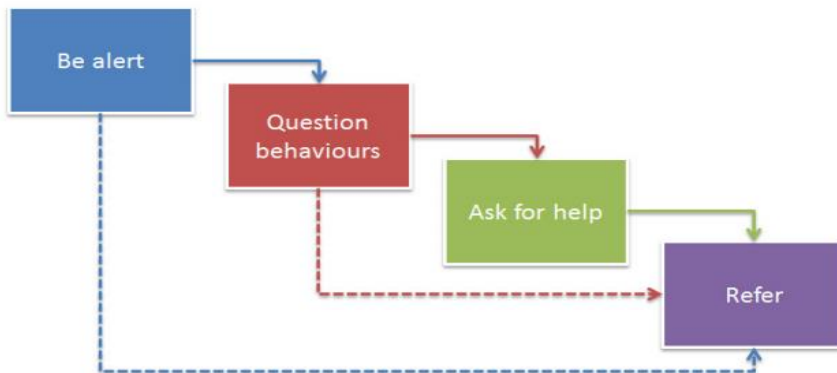 Be alert
Question
behaviours
Ask for help
Refer